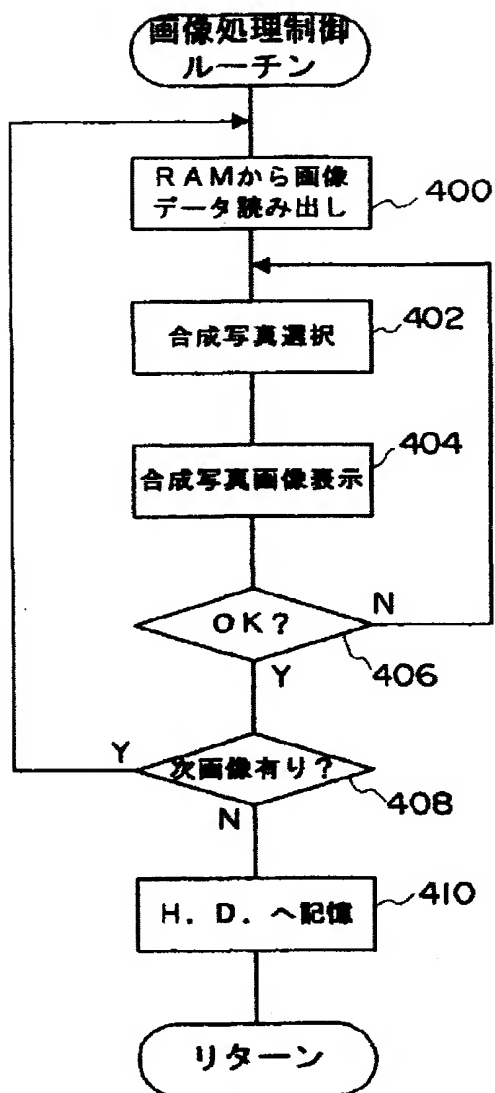 画像処理制御
ルーチン
RAMから画像
データ読み出し
400
合成写真選択
402
合成写真画像表示
404
OK?
N
406
Y
Y
次画像有り?
408
N
H. D. へ記憶
410
リターン